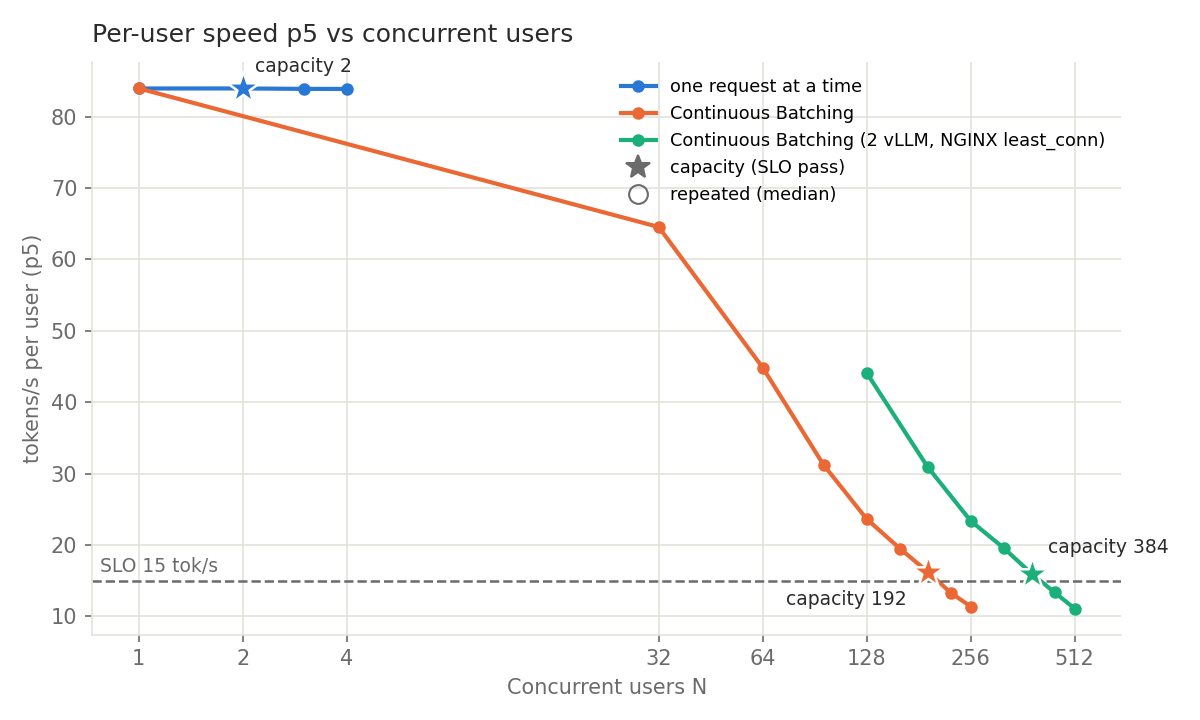 Per-user speed p5 vs concurrent users
capacity 2
one request at a time
Continuous Batching
Continuous Batching (2 vLLM, NGINX least_conn)
capacity (SLO pass)
repeated (median)
tokens/s per user (p5)
80
70
60
50
40
30
20
10
SLO 15 tok/s
capacity 384
capacity 192
1 2 4 32 64 128 256 512
Concurrent users N